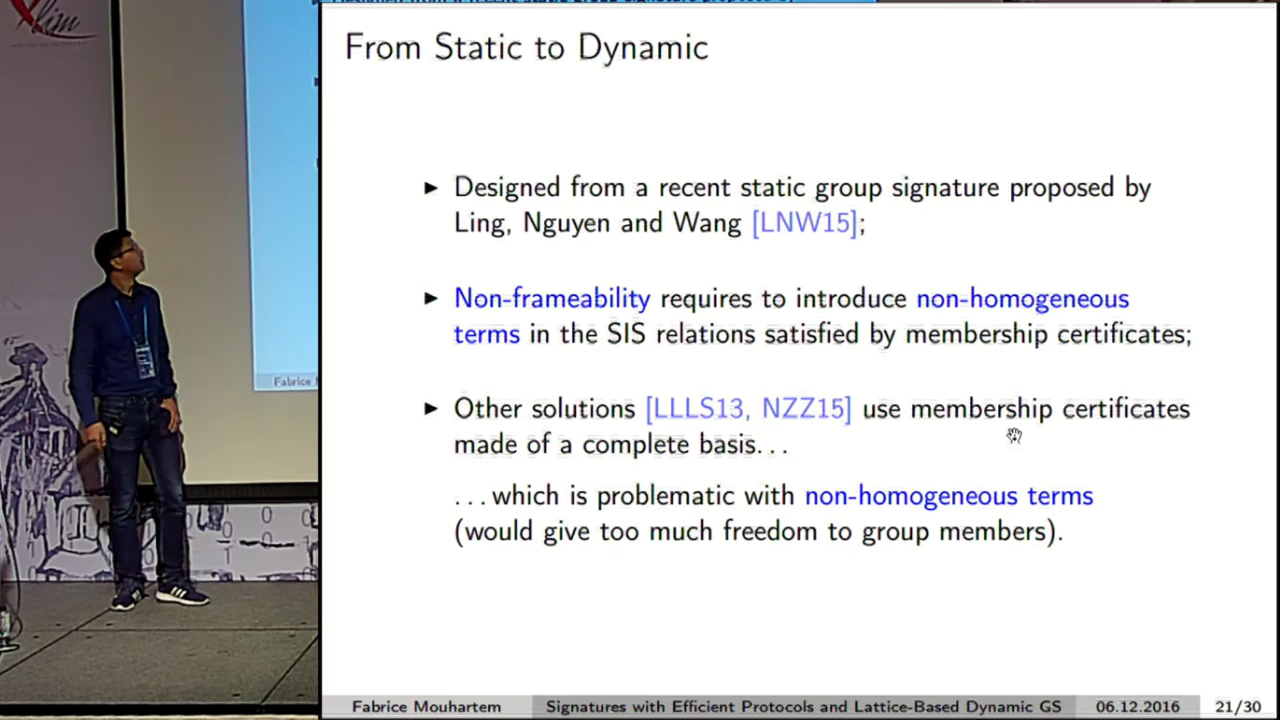 From Static to Dynamic
► Designed from a recent static group signature proposed by
Ling, Nguyen and Wang [LNW15];
► Non-frameability requires to introduce non-homogeneous
terms in the SIS relations satisfied by membership certificates;
► Other solutions [LLLS13, NZZ15] use membership certificates
made of a complete basis...
...which is problematic with non-homogeneous terms
(would give too much freedom to group members).
Fabrice Mouhartem Signatures with Efficient Protocols and Lattice-Based Dynamic GS 06.12.2016 21/30
lim
Fabrice